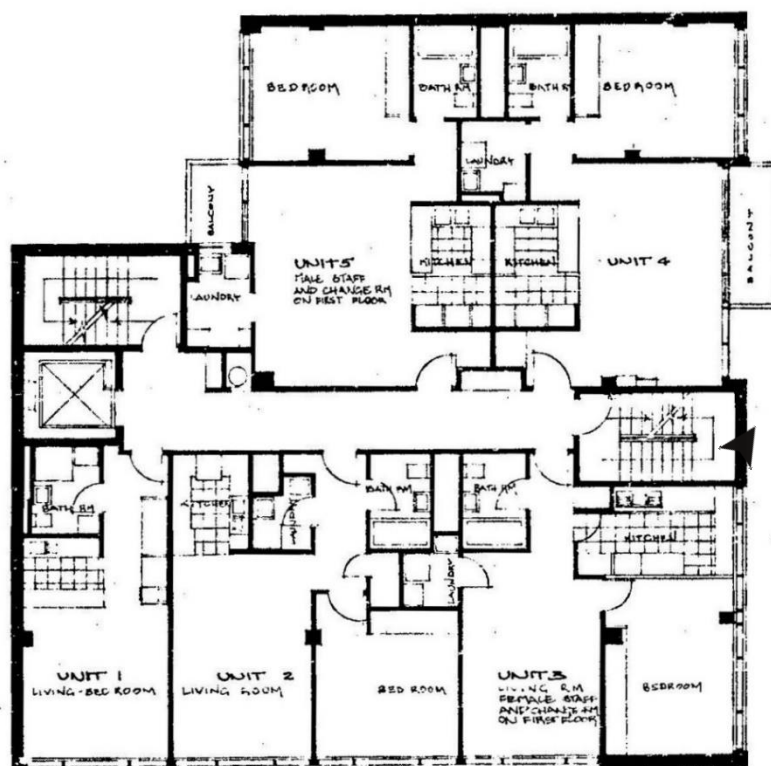 BEDROOM
BATH RM
BATH R
BEDROOM
LAUNDRY
BALCONY
BALCONY
UNIT 5
MALE STAFF
AND CHANGE RM
ON FIRST FLOOR
KITCHEN
KITCHEN
UNIT 4
LAUNDRY
BATH RM
KITCHEN
LAUNDRY
BATH RM
BATH RM
KITCHEN
LAUNDRY
UNIT 1
LIVING-BED ROOM
UNIT 2
LIVING ROOM
BED ROOM
UNIT 3
LIVING RM
FEMALE STAFF
AND CHANGE RM
ON FIRST FLOOR
BEDROOM